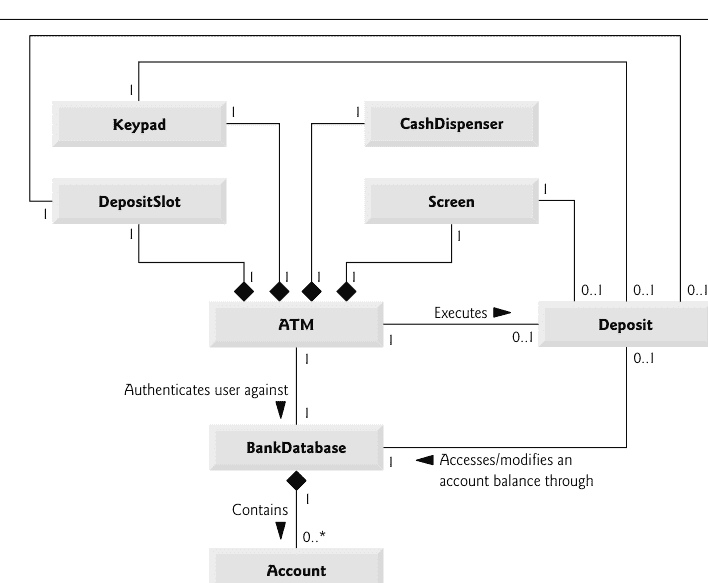 1
Keypad
1
1
CashDispenser
DepositSlot
1
1
Screen
1
1
1
1
1
1
0..1
0..1
0..1
ATM
1
1
Executes
0..1
Deposit
0..1
Authenticates user against
1
BankDatabase
1
1
Accesses/modifies an
account balance through
Contains
0..*
Account